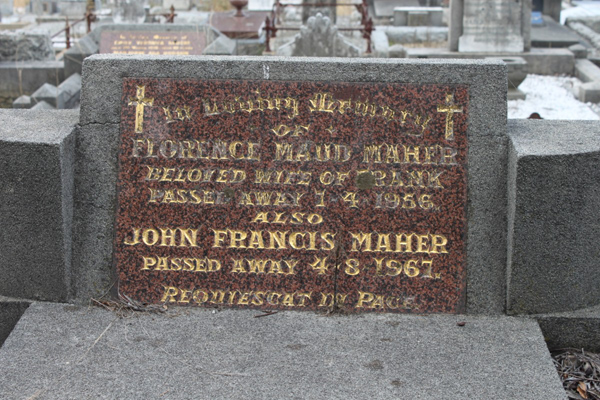 In Loving Memory
OF
FLORENCE MAUD MAHER
BELOVED WIFE OF FRANK
PASSED AWAY 1-4-1956.
ALSO
JOHN FRANCIS MAHER
PASSED AWAY 4-8-1967.
REQUIESCAT IN PACE